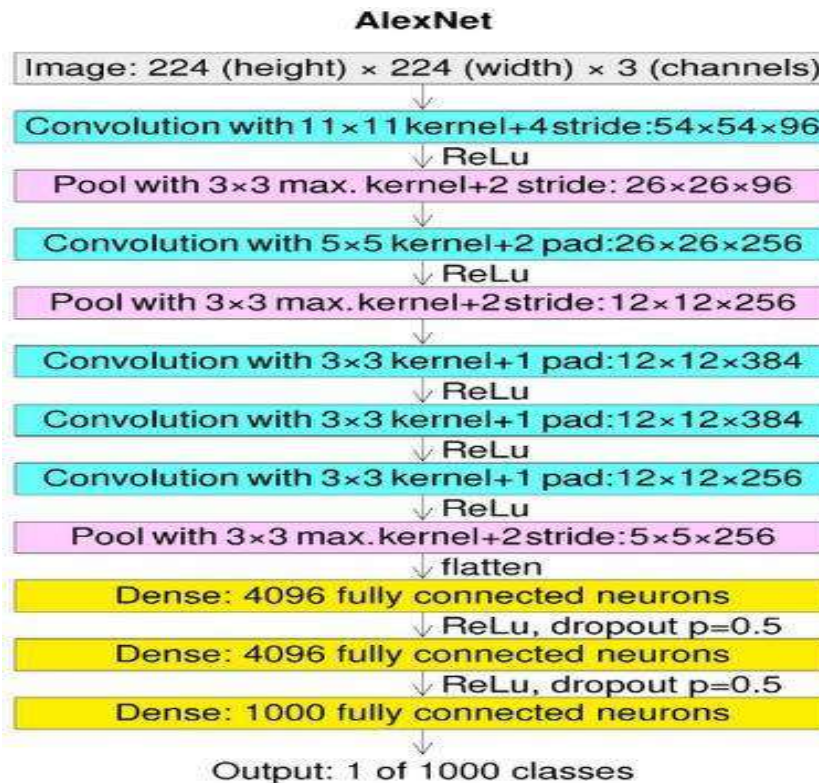 AlexNet
Image: 224 (height) × 224 (width) × 3 (channels)
Convolution with 11×11 kernel+4 stride:54×54×96
ReLu
Pool with 3×3 max. kernel+2 stride: 26×26×96
Convolution with 5×5 kernel+2 pad:26×26×256
ReLu
Pool with 3×3 max.kernel+2stride:12×12×256
Convolution with 3×3 kernel+1 pad:12×12×384
ReLu
Convolution with 3×3 kernel+1 pad:12×12×384
ReLu
Convolution with 3×3 kernel+1 pad:12×12×256
ReLu
Pool with 3×3 max.kernel+2stride:5×5×256
flatten
Dense: 4096 fully connected neurons
ReLu, dropout p=0.5
Dense: 4096 fully connected neurons
ReLu, dropout p=0.5
Dense: 1000 fully connected neurons
Output: 1 of 1000 classes